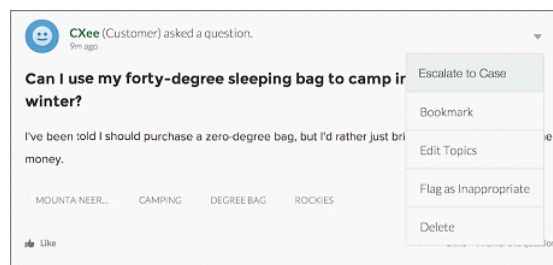 CXee (Customer) asked a question.
9m ago
Can I use my forty-degree sleeping bag to camp in
winter?
I've been told I should purchase a zero-degree bag, but I'd rather just bri
money.
MOUNTA NEER... CAMPING DEGREE BAG ROCKIES
Like
Escalate to Case
Bookmark
Edit Topics
Flag as Inappropriate
Delete